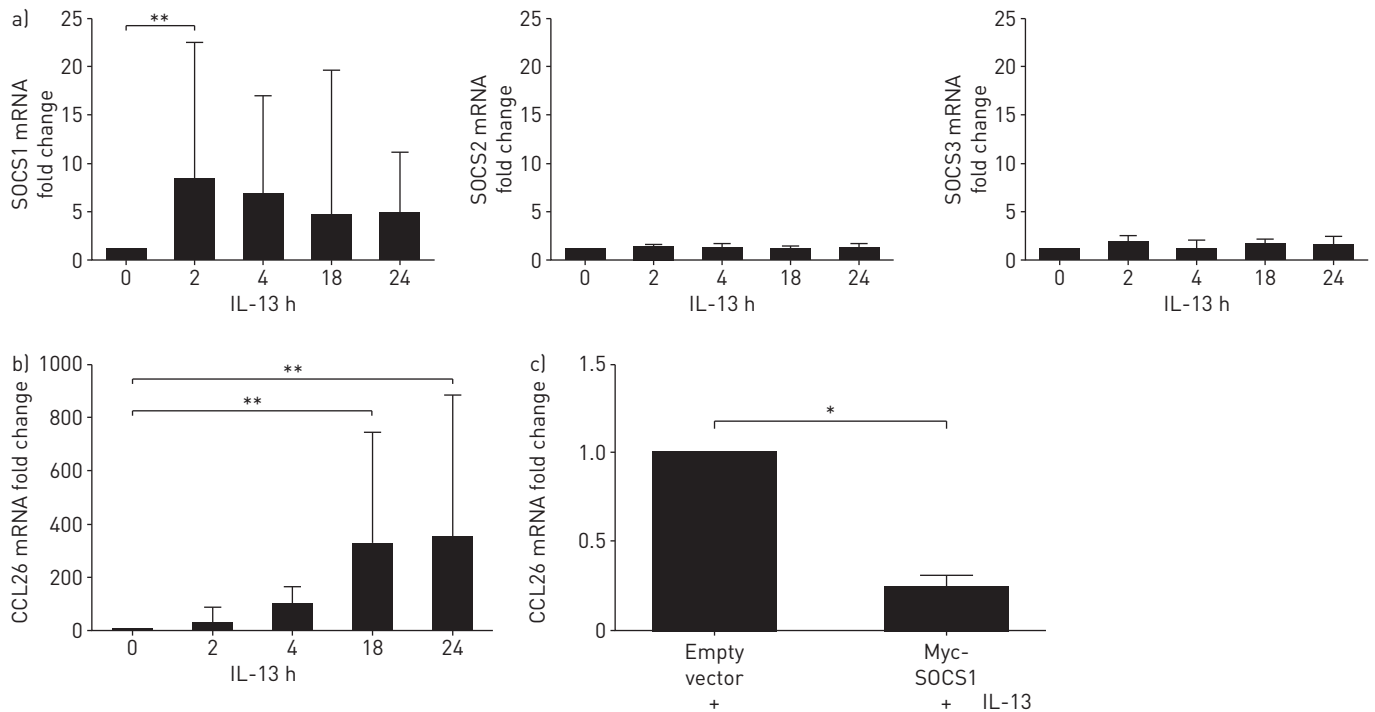 a)
SOCS1 mRNA
fold change
25
20
15
10
5
0
**
0 2 4 18 24
IL-13 h
SOCS2 mRNA
fold change
25
20
15
10
5
0
0 2 4 18 24
IL-13 h
SOCS3 mRNA
fold change
25
20
15
10
5
0
0 2 4 18 24
IL-13 h
b)
CCL26 mRNA fold change
1000
800
600
400
200
0
**
**
0 2 4 18 24
IL-13 h
c)
CCL26 mRNA fold change
1.5
1.0
0.5
0
*
Empty
vector
+
Myc-
SOCS1
+ IL-13